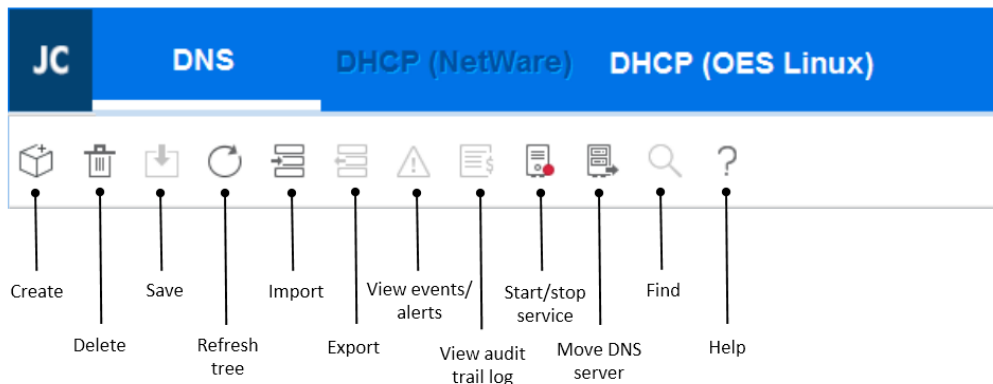 JC DNS DHCP (NetWare) DHCP (OES Linux)
Create Save Import View events/ Start/stop Find
alerts service
Delete Refresh Export View audit Move DNS Help
tree trail log server